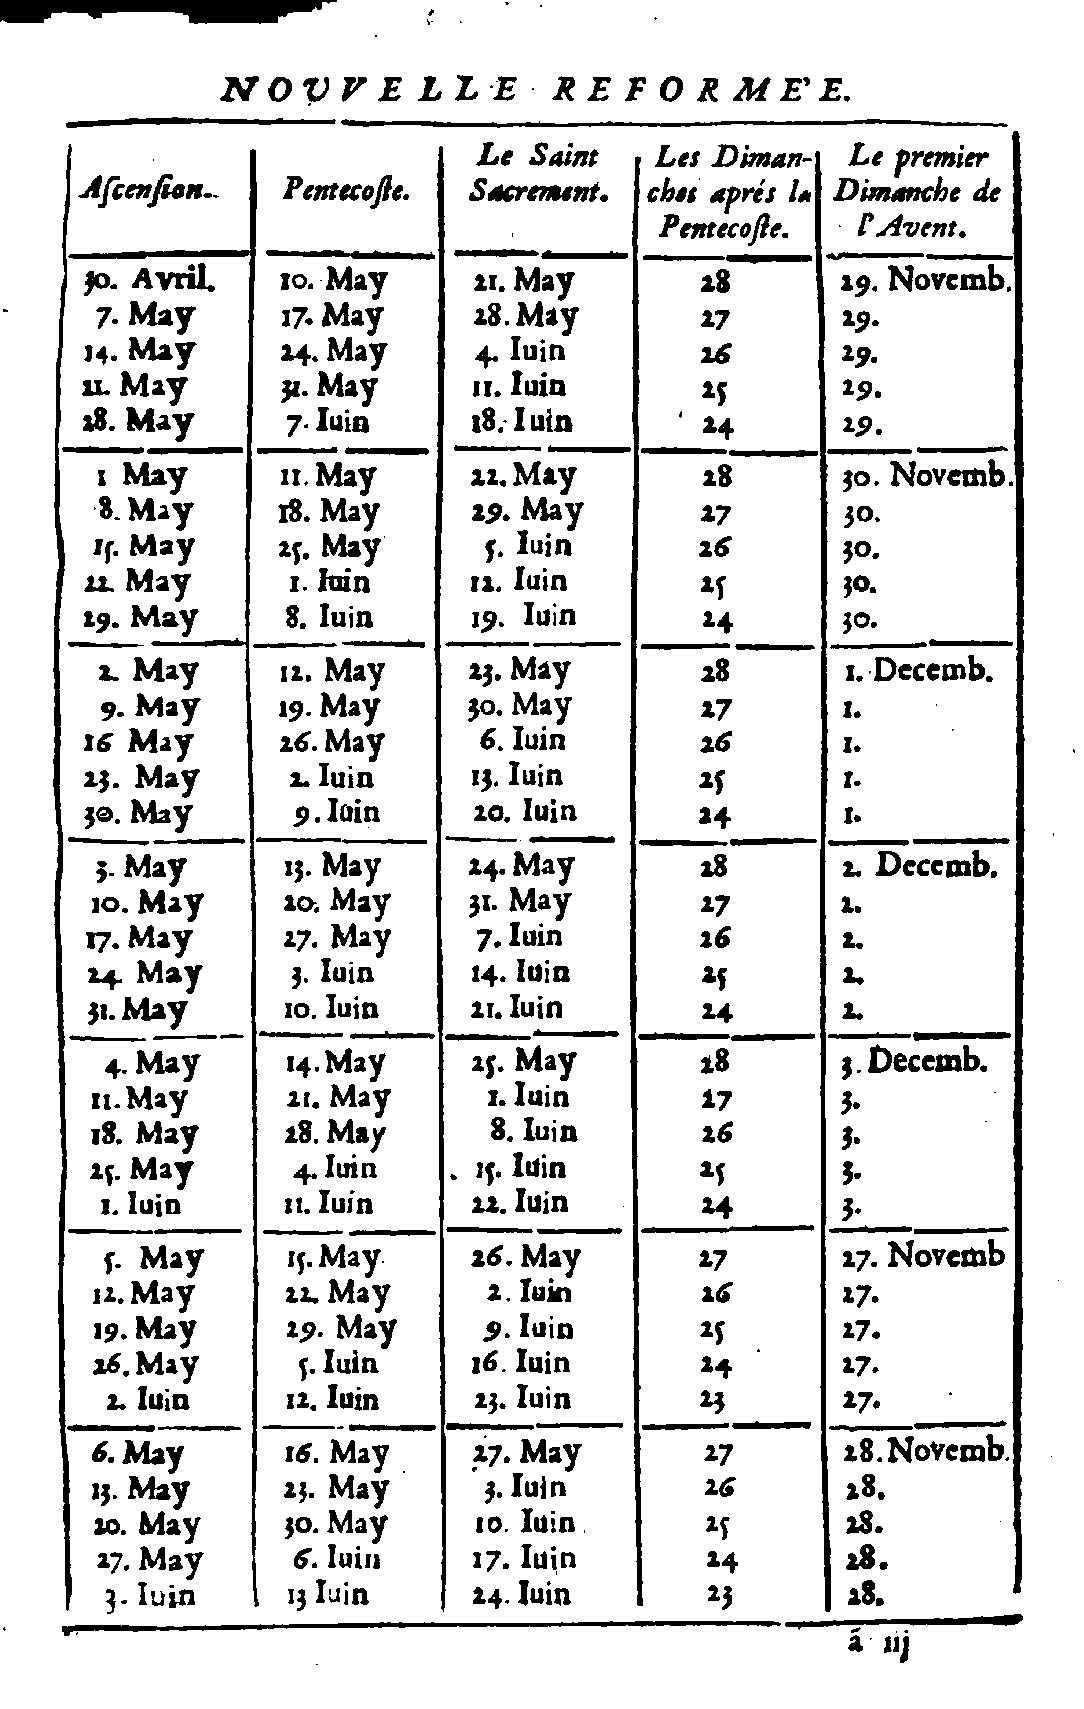 NOUVELLE REFORME'E.
Ascension. Pentecoste. Le Saint Sacrement. Les Diman-ches aprés la Pentecoste. Le premier Dimanche de l'Avent.
30. Avril. 10. May 21. May 28 29. Novemb.
7. May 17. May 28. May 27 29.
14. May 24. May 4. Iuin 26 29.
21. May 31. May 11. Iuin 25 29.
28. May 7. Iuin 18. Iuin 24 29.
1 May 11. May 22. May 28 30. Novemb.
8. May 18. May 29. May 27 30.
15. May 25. May 5. Iuin 26 30.
22. May 1. Iuin 12. Iuin 25 30.
29. May 8. Iuin 19. Iuin 24 30.
2. May 12. May 23. May 28 1. Decemb.
9. May 19. May 30. May 27 1.
16 May 26. May 6. Iuin 26 1.
23. May 2. Iuin 13. Iuin 25 1.
30. May 9. Iuin 20. Iuin 24 1.
3. May 13. May 24. May 28 2. Decemb.
10. May 20. May 31. May 27 2.
17. May 27. May 7. Iuin 26 2.
24. May 3. Iuin 14. Iuin 25 2.
31. May 10. Iuin 21. Iuin 24 2.
4. May 14. May 25. May 28 3. Decemb.
11. May 21. May 1. Iuin 27 3.
18. May 28. May 8. Iuin 26 3.
25. May 4. Iuin 15. Iuin 25 3.
1. Iuin 11. Iuin 22. Iuin 24 3.
5. May 15. May 26. May 27 27. Novemb
12. May 22. May 2. Iuin 26 27.
19. May 29. May 9. Iuin 25 27.
26. May 5. Iuin 16. Iuin 24 27.
2. Iuin 12. Iuin 23. Iuin 23 27.
6. May 16. May 27. May 27 28. Novemb.
13. May 23. May 3. Iuin 26 28.
20. May 30. May 10. Iuin 25 28.
27. May 6. Iuin 17. Iuin 24 28.
3. Iuin 13 Iuin 24. Iuin 23 28.
ã iij